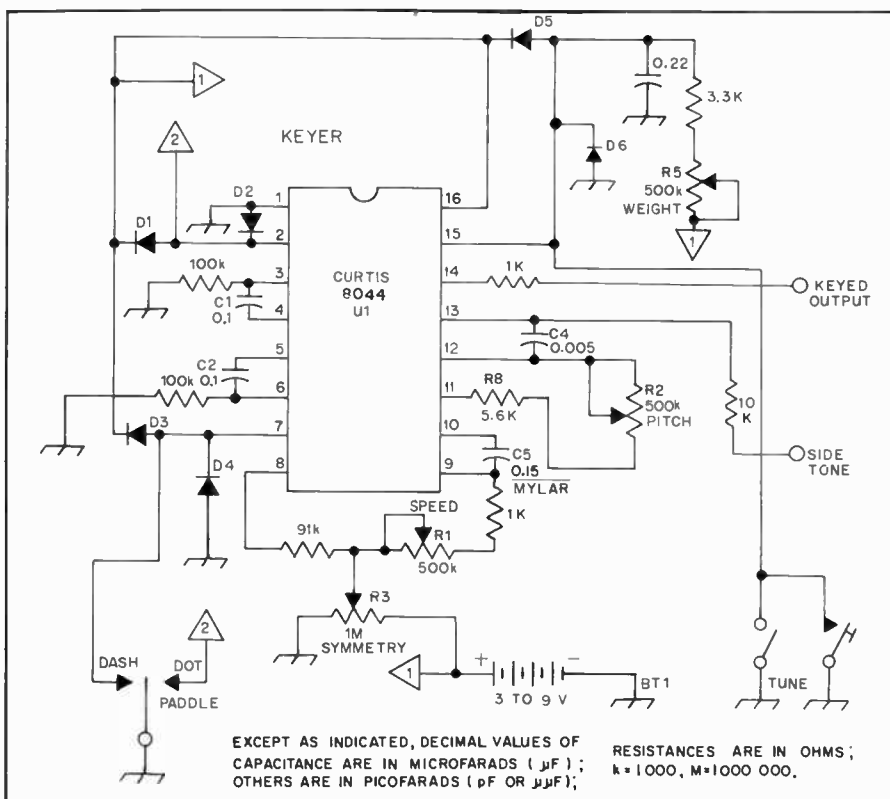 D5
1
0.22
3.3K
2
KEYER
D6
R5
500k
WEIGHT
1
D2
1
16
D1
2
15
100k
3
CURTIS
8044
U1
14
1K
KEYED
OUTPUT
C1
0.1
4
13
C4
0.005
5
12
C2
0.1
100k
6
11
R8
5.6K
R2
500k
PITCH
10
K
D3
7
10
C5
0.15
MYLAR
SIDE
TONE
8
9
D4
SPEED
1K
91k
R1
500k
R3
1M
SYMMETRY
2
DASH
DOT
PADDLE
1
+
−
3 TO 9 V
BT1
TUNE
EXCEPT AS INDICATED, DECIMAL VALUES OF
CAPACITANCE ARE IN MICROFARADS (µF);
OTHERS ARE IN PICOFARADS (pF OR µµF);
RESISTANCES ARE IN OHMS;
k=1000, M=1000 000.